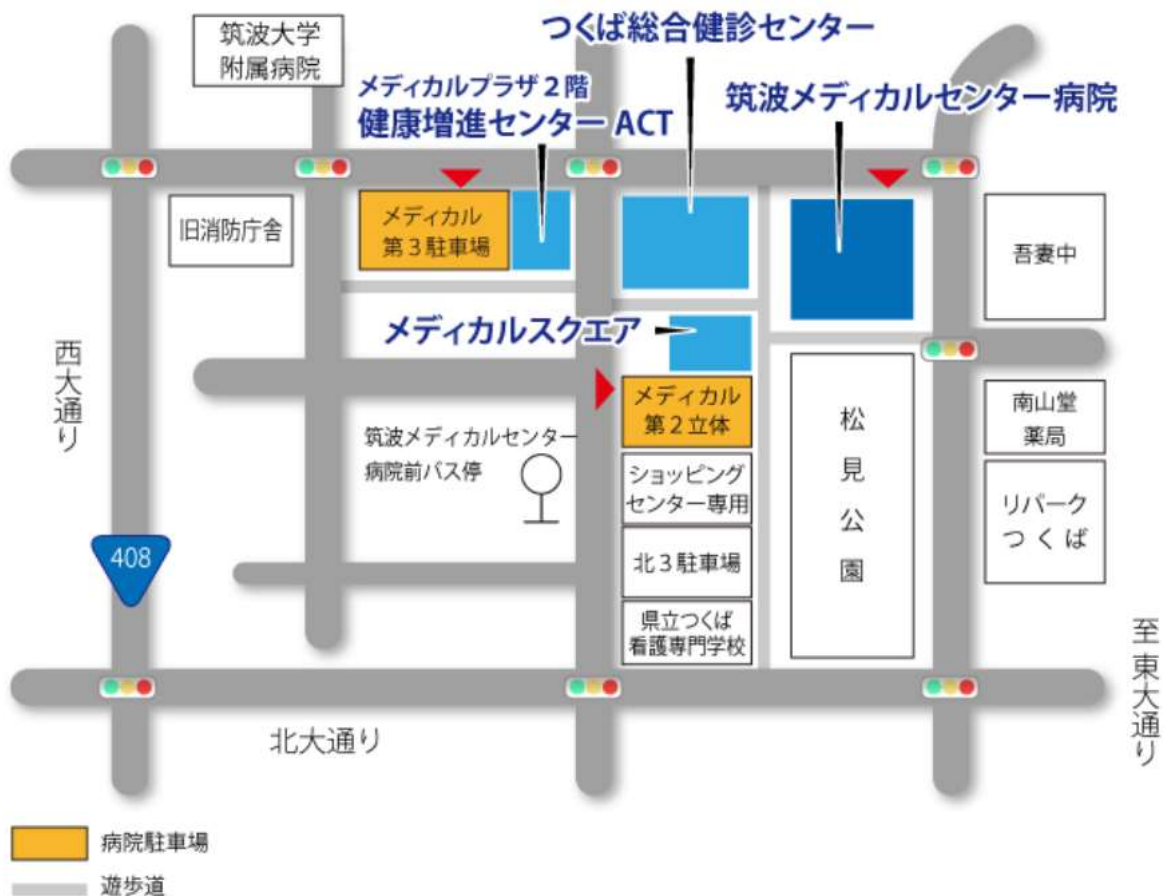 つくば総合健診センター
筑波大学
附属病院
メディカルプラザ2階
健康増進センター ACT
筑波メディカルセンター病院
旧消防庁舎
メディカル
第3駐車場
吾妻中
メディカルスクエア
西大通り
メディカル
第2立体
松見公園
南山堂
薬局
筑波メディカルセンター
病院前バス停
ショッピング
センター専用
リパーク
つくば
408
北3駐車場
県立つくば
看護専門学校
至 東大通り
北大通り
病院駐車場
遊歩道